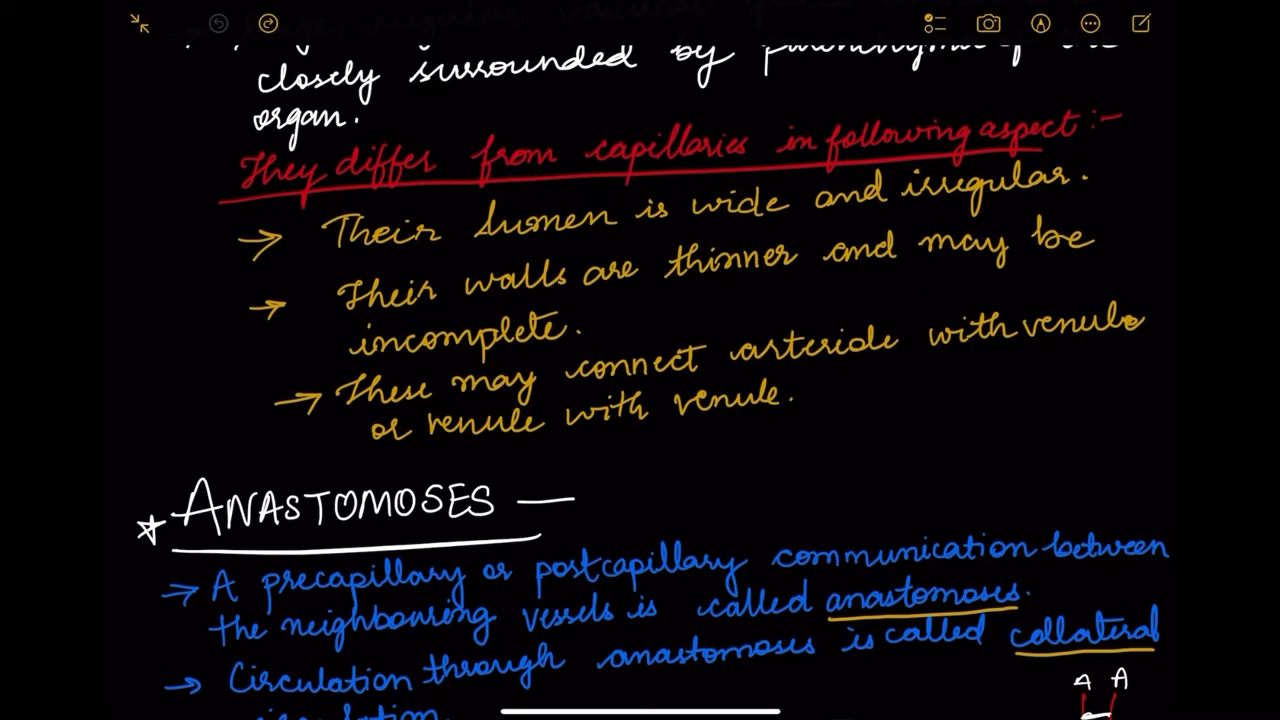 closely surrounded by
organ.
They differ from capillaries in following aspect :-
→ Their lumen is wide and irregular.
→ Their walls are thinner and may be
incomplete.
→ These may connect arteriole with venule
or venule with venule.
* ANASTOMOSES —
→ A precapillary or postcapillary communication between
the neighbouring vessels is called anastomoses.
→ Circulation through anastomoses is called collateral
A A